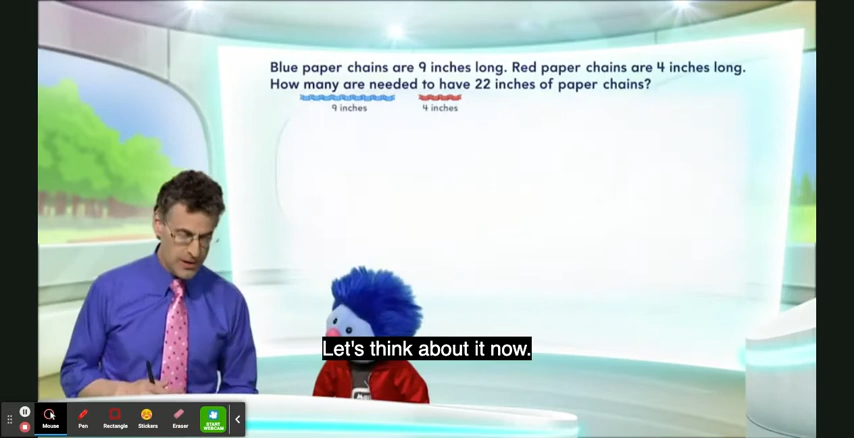 Blue paper chains are 9 inches long. Red paper chains are 4 inches long.
How many are needed to have 22 inches of paper chains?
9 inches
4 inches
Let's think about it now.
Mouse
Pen
Rectangle
Stickers
Eraser
START
WEBCAM